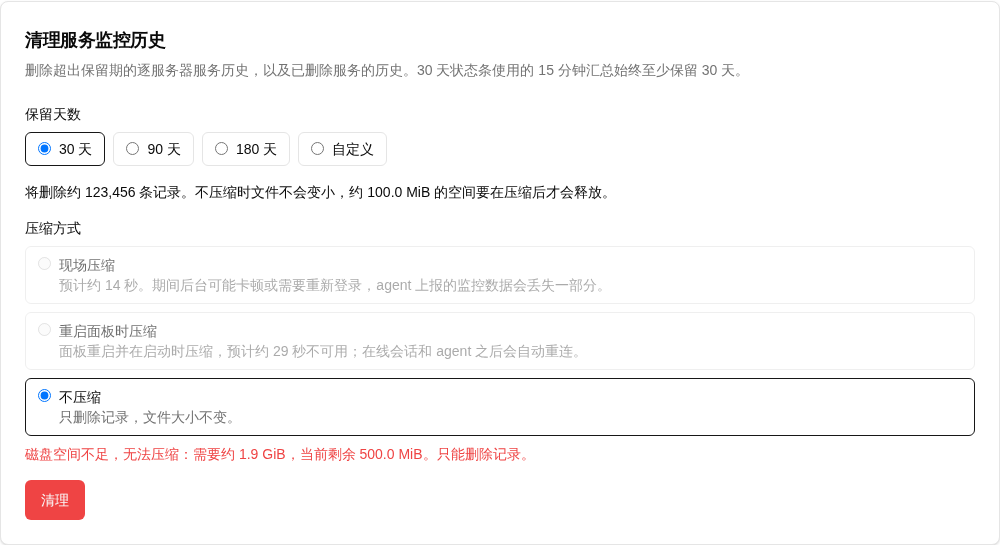 清理服务监控历史
删除超出保留期的逐服务器服务历史，以及已删除服务的历史。30 天状态条使用的 15 分钟汇总始终至少保留 30 天。
保留天数
30 天
90 天
180 天
自定义
将删除约 123,456 条记录。不压缩时文件不会变小，约 100.0 MiB 的空间要在压缩后才会释放。
压缩方式
现场压缩
预计约 14 秒。期间后台可能卡顿或需要重新登录，agent 上报的监控数据会丢失一部分。
重启面板时压缩
面板重启并在启动时压缩，预计约 29 秒不可用；在线会话和 agent 之后会自动重连。
不压缩
只删除记录，文件大小不变。
磁盘空间不足，无法压缩：需要约 1.9 GiB，当前剩余 500.0 MiB。只能删除记录。
清理